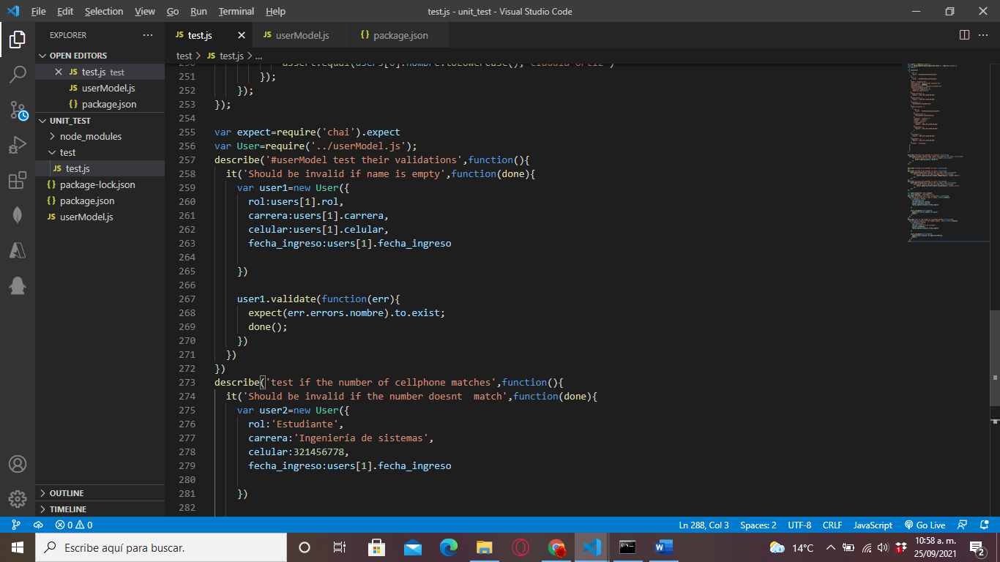 File Edit Selection View Go Run Terminal Help
test.js - unit_test - Visual Studio Code
EXPLORER
OPEN EDITORS
JS test.js test
JS userModel.js
{} package.json
UNIT_TEST
node_modules
test
JS test.js
{} package-lock.json
{} package.json
JS userModel.js
OUTLINE
TIMELINE
JS test.js
JS userModel.js
{} package.json
test > JS test.js > ...
250 assert.equal(users[0].nombre.toLowerCase(),'claudia ortiz')
251 });
252 });
253 });
254
255 var expect=require('chai').expect
256 var User=require('../userModel.js');
257 describe('#userModel test their validations',function(){
258 it('Should be invalid if name is empty',function(done){
259 var user1=new User({
260 rol:users[1].rol,
261 carrera:users[1].carrera,
262 celular:users[1].celular,
263 fecha_ingreso:users[1].fecha_ingreso
264
265 })
266
267 user1.validate(function(err){
268 expect(err.errors.nombre).to.exist;
269 done();
270 })
271 })
272 })
273 describe('test if the number of cellphone matches',function(){
274 it('Should be invalid if the number doesnt  match',function(done){
275 var user2=new User({
276 rol:'Estudiante',
277 carrera:'Ingeniería de sistemas',
278 celular:321456778,
279 fecha_ingreso:users[1].fecha_ingreso
280
281 })
282
0 0
Ln 288, Col 3 Spaces: 2 UTF-8 CRLF JavaScript Go Live
Escribe aquí para buscar.
14°C
10:58 a. m.
25/09/2021
2